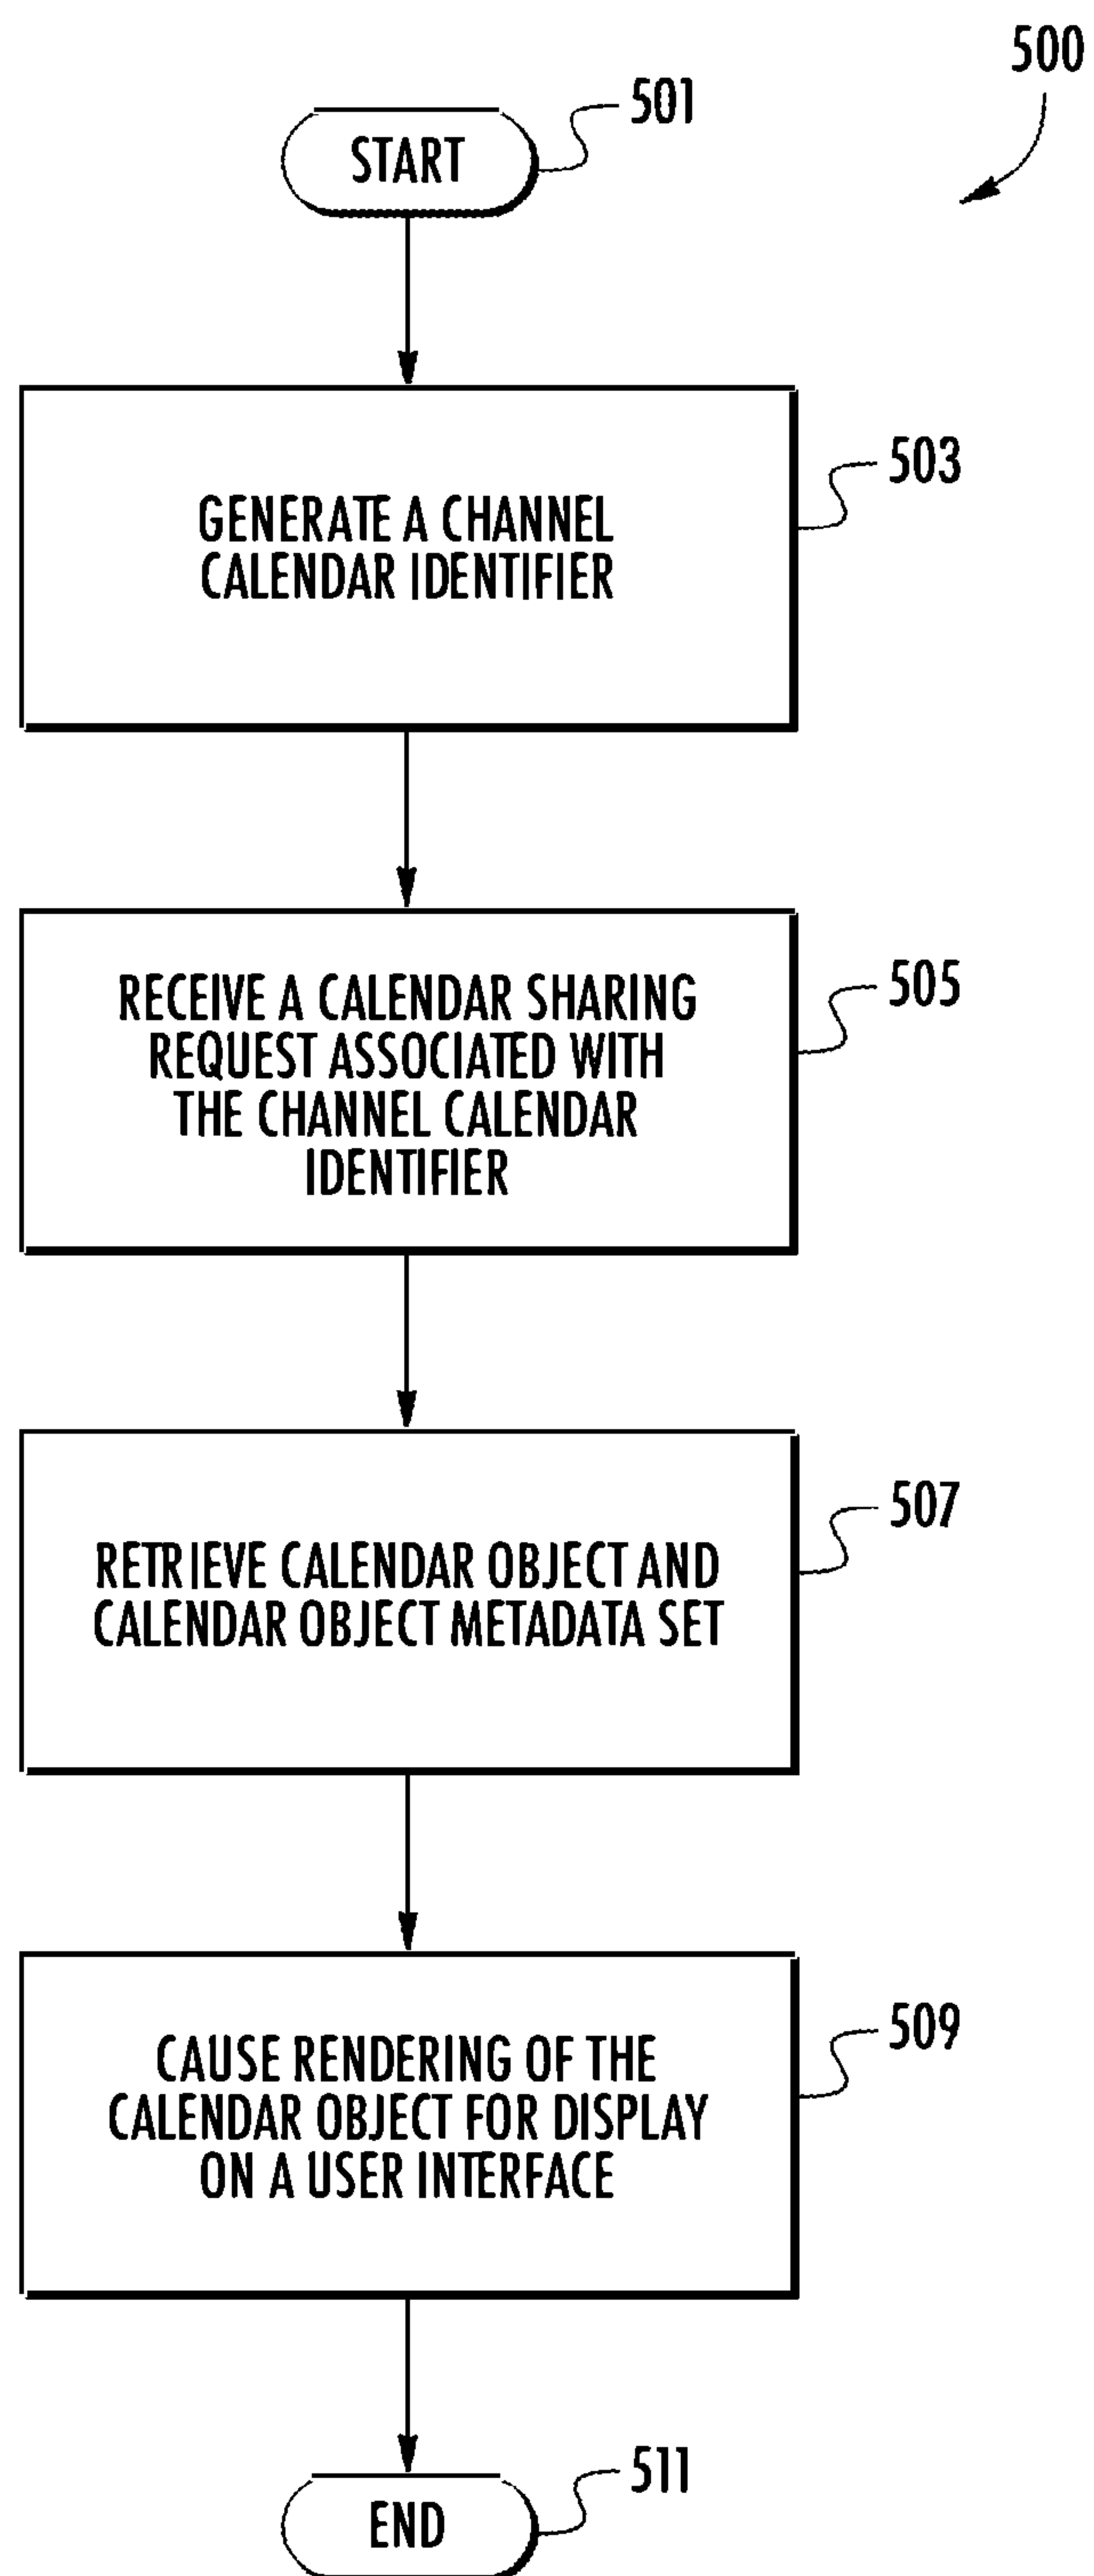 500
501
START
503
GENERATE A CHANNEL
CALENDAR IDENTIFIER
505
RECEIVE A CALENDAR SHARING
REQUEST ASSOCIATED WITH
THE CHANNEL CALENDAR
IDENTIFIER
507
RETRIEVE CALENDAR OBJECT AND
CALENDAR OBJECT METADATA SET
509
CAUSE RENDERING OF THE
CALENDAR OBJECT FOR DISPLAY
ON A USER INTERFACE
511
END